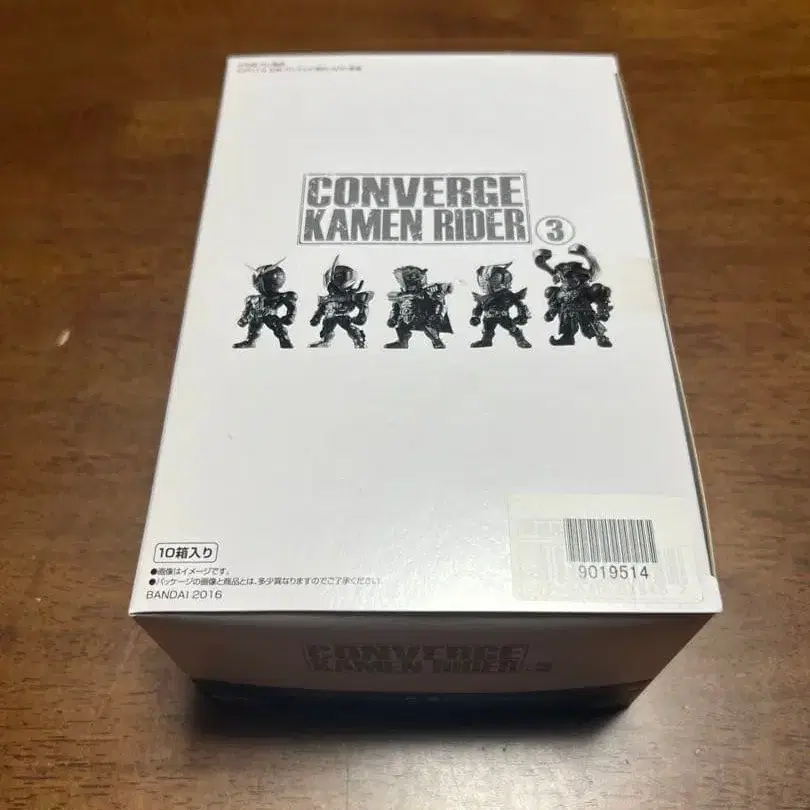 CONVERGE
KAMEN RIDER ③
10箱入り
●画像はイメージです。
●パッケージの画像と商品とは、多少異なりますのでご了承ください。
BANDAI 2016
9019514
CONVERGE
KAMEN RIDER